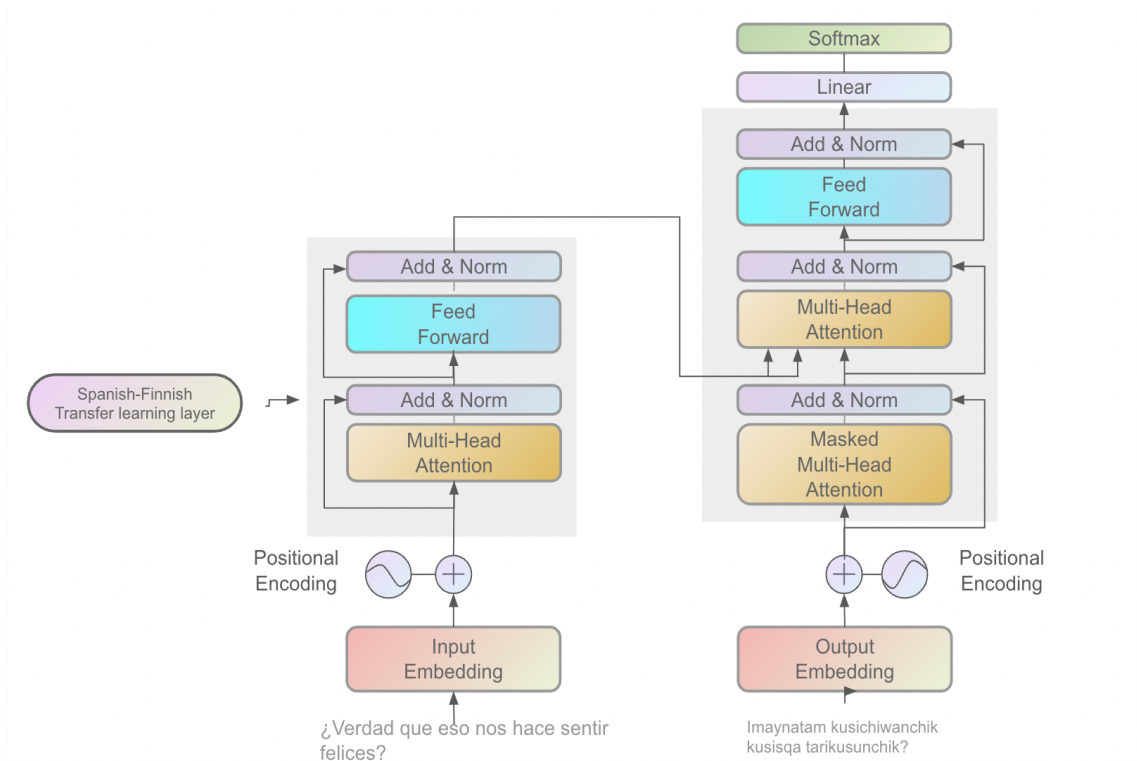 Softmax
Linear
Add & Norm
Feed
Forward
Add & Norm
Multi-Head
Attention
Add & Norm
Masked
Multi-Head
Attention
Positional
Encoding
Output
Embedding
Imaynatam kusichiwanchik
kusisqa tarikusunchik?
Add & Norm
Feed
Forward
Add & Norm
Multi-Head
Attention
Spanish-Finnish
Transfer learning layer
Positional
Encoding
Input
Embedding
¿Verdad que eso nos hace sentir
felices?